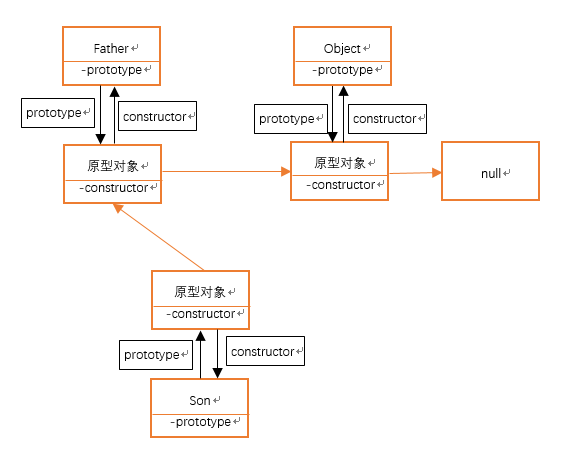 Father
-prototype
Object
-prototype
prototype
constructor
prototype
constructor
原型对象
-constructor
原型对象
-constructor
null
原型对象
-constructor
prototype
constructor
Son
-prototype